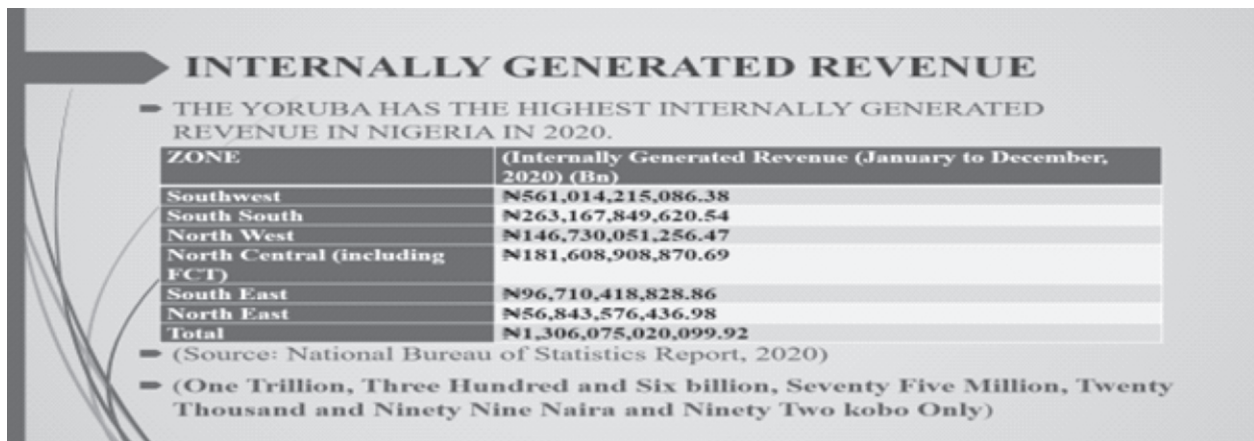 INTERNALLY GENERATED REVENUE
THE YORUBA HAS THE HIGHEST INTERNALLY GENERATED
REVENUE IN NIGERIA IN 2020.
ZONE (Internally Generated Revenue (January to December,
2020) (Bn)
Southwest ₦561,014,215,086.38
South South ₦263,167,849,620.54
North West ₦146,730,051,256.47
North Central (including ₦181,608,908,870.69
FCT)
South East ₦96,710,418,828.86
North East ₦56,843,576,436.98
Total ₦1,306,075,020,099.92
(Source: National Bureau of Statistics Report, 2020)
(One Trillion, Three Hundred and Six billion, Seventy Five Million, Twenty
Thousand and Ninety Nine Naira and Ninety Two kobo Only)